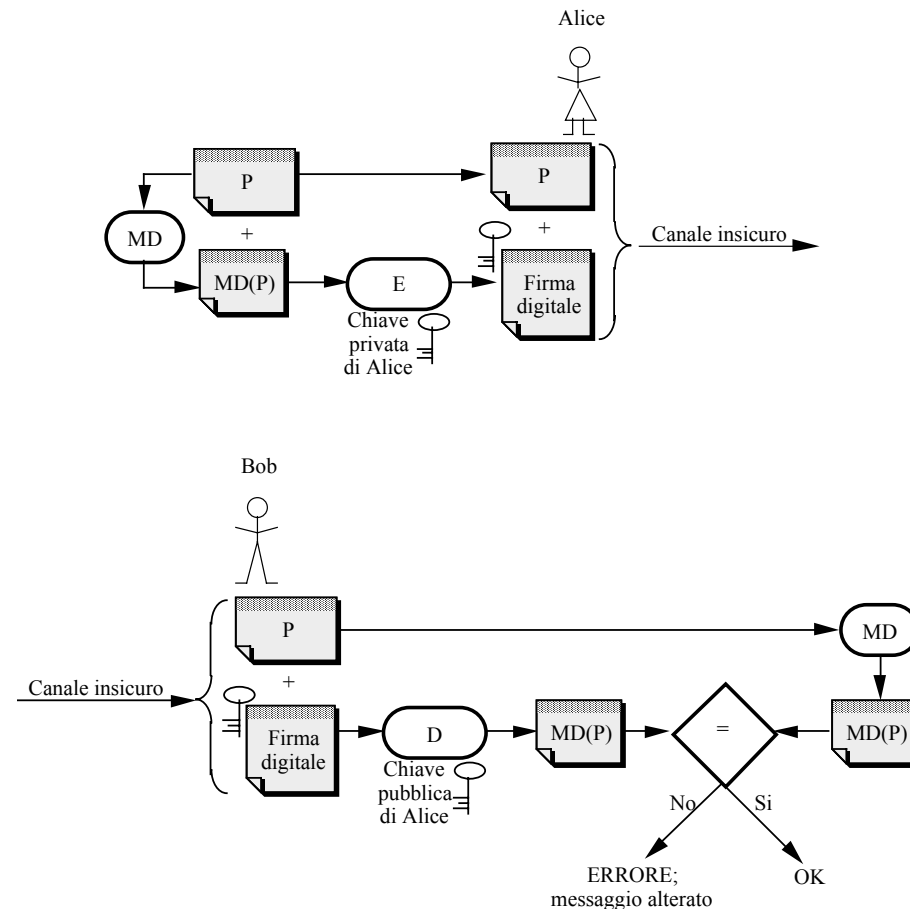 Alice
P
P
MD
+
+
Canale insicuro
MD(P)
E
Firma
digitale
Chiave
privata
di Alice
Bob
P
MD
Canale insicuro
+
Firma
digitale
D
MD(P)
=
MD(P)
Chiave
pubblica
di Alice
No
Si
ERRORE;
messaggio alterato
OK